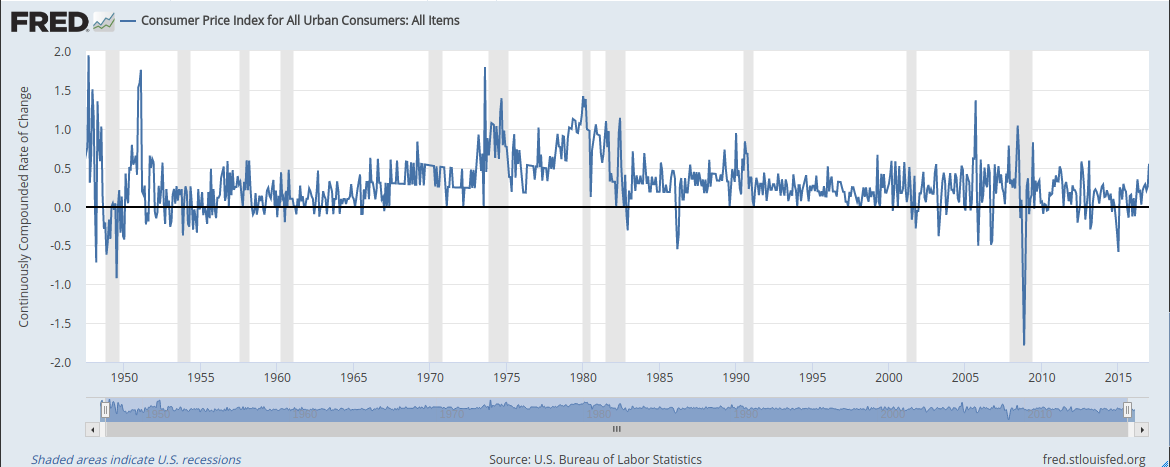 FRED Consumer Price Index for All Urban Consumers: All Items
Continuously Compounded Rate of Change
2.0
1.5
1.0
0.5
0.0
-0.5
-1.0
-1.5
-2.0
1950 1955 1960 1965 1970 1975 1980 1985 1990 1995 2000 2005 2010 2015
Shaded areas indicate U.S. recessions
Source: U.S. Bureau of Labor Statistics
fred.stlouisfed.org